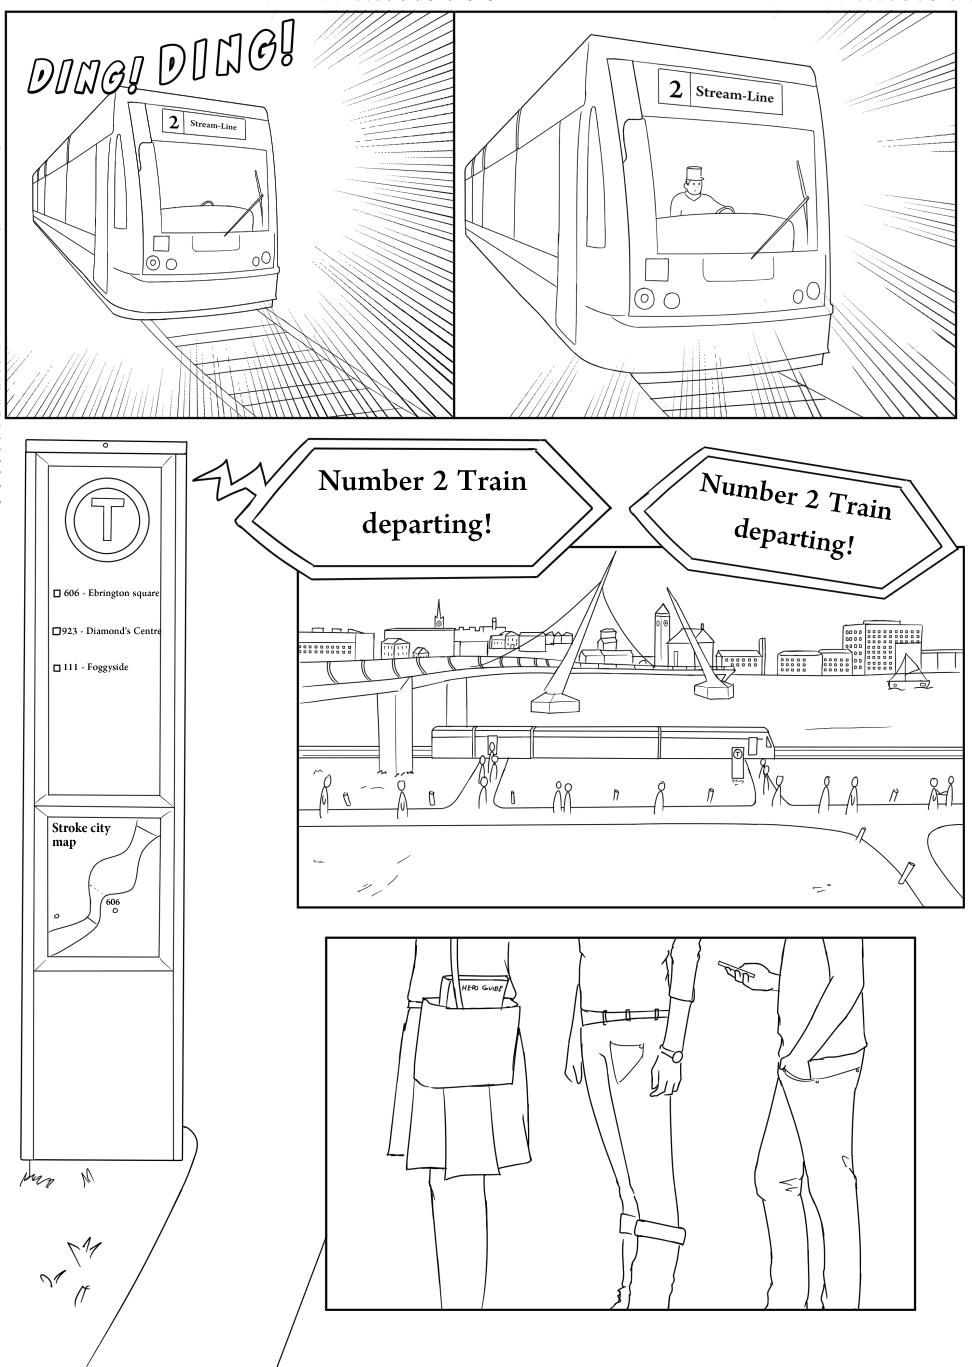 DING! DING!
2 Stream-Line
2 Stream-Line
Number 2 Train
departing!
Number 2 Train
departing!
T
606 - Ebrington square
923 - Diamond's Centre
111 - Foggyside
Stroke city
map
606
T
HERO GUIDE